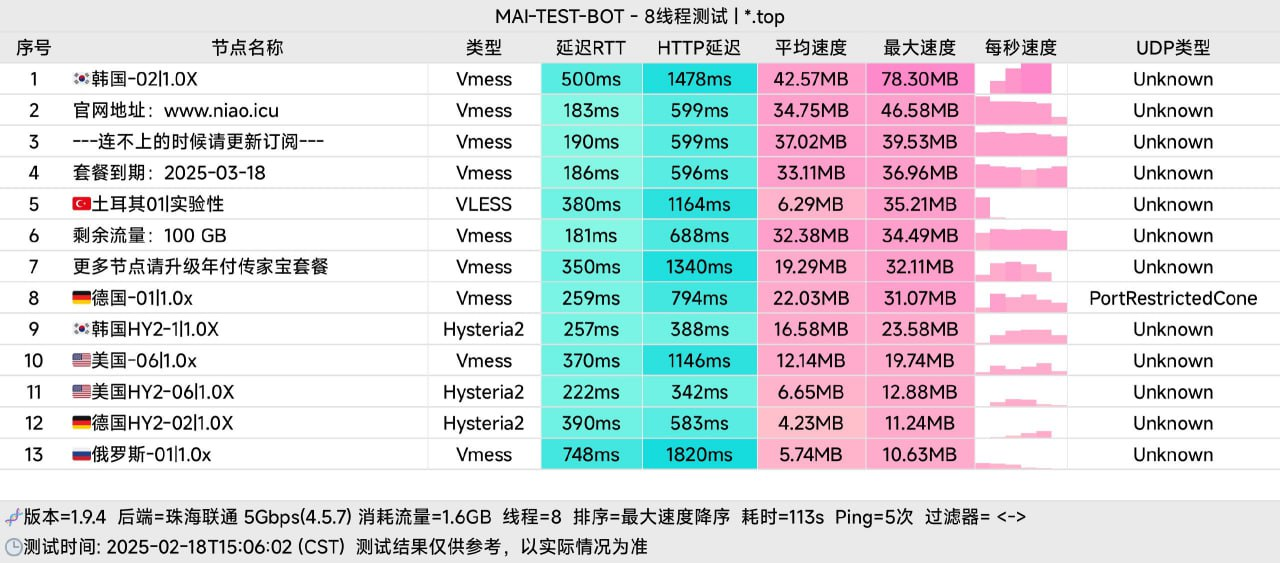 MAI-TEST-BOT - 8线程测试 | *.top
序号 节点名称 类型 延迟RTT HTTP延迟 平均速度 最大速度 每秒速度 UDP类型
1 🇰🇷韩国-02|1.0X Vmess 500ms 1478ms 42.57MB 78.30MB Unknown
2 官网地址：www.niao.icu Vmess 183ms 599ms 34.75MB 46.58MB Unknown
3 ---连不上的时候请更新订阅--- Vmess 190ms 599ms 37.02MB 39.53MB Unknown
4 套餐到期：2025-03-18 Vmess 186ms 596ms 33.11MB 36.96MB Unknown
5 🇹🇷土耳其01|实验性 VLESS 380ms 1164ms 6.29MB 35.21MB Unknown
6 剩余流量：100 GB Vmess 181ms 688ms 32.38MB 34.49MB Unknown
7 更多节点请升级年付传家宝套餐 Vmess 350ms 1340ms 19.29MB 32.11MB Unknown
8 🇩🇪德国-01|1.0x Vmess 259ms 794ms 22.03MB 31.07MB PortRestrictedCone
9 🇰🇷韩国HY2-1|1.0X Hysteria2 257ms 388ms 16.58MB 23.58MB Unknown
10 🇺🇸美国-06|1.0x Vmess 370ms 1146ms 12.14MB 19.74MB Unknown
11 🇺🇸美国HY2-06|1.0X Hysteria2 222ms 342ms 6.65MB 12.88MB Unknown
12 🇩🇪德国HY2-02|1.0X Hysteria2 390ms 583ms 4.23MB 11.24MB Unknown
13 🇷🇺俄罗斯-01|1.0x Vmess 748ms 1820ms 5.74MB 10.63MB Unknown
🧬版本=1.9.4 后端=珠海联通 5Gbps(4.5.7) 消耗流量=1.6GB 线程=8 排序=最大速度降序 耗时=113s Ping=5次 过滤器= <->
🕒测试时间: 2025-02-18T15:06:02 (CST) 测试结果仅供参考，以实际情况为准